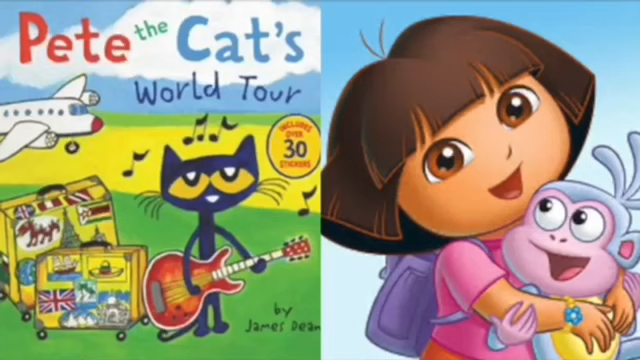 Pete the Cat's
World Tour
INCLUDES
OVER
30
STICKERS
by
James Dean